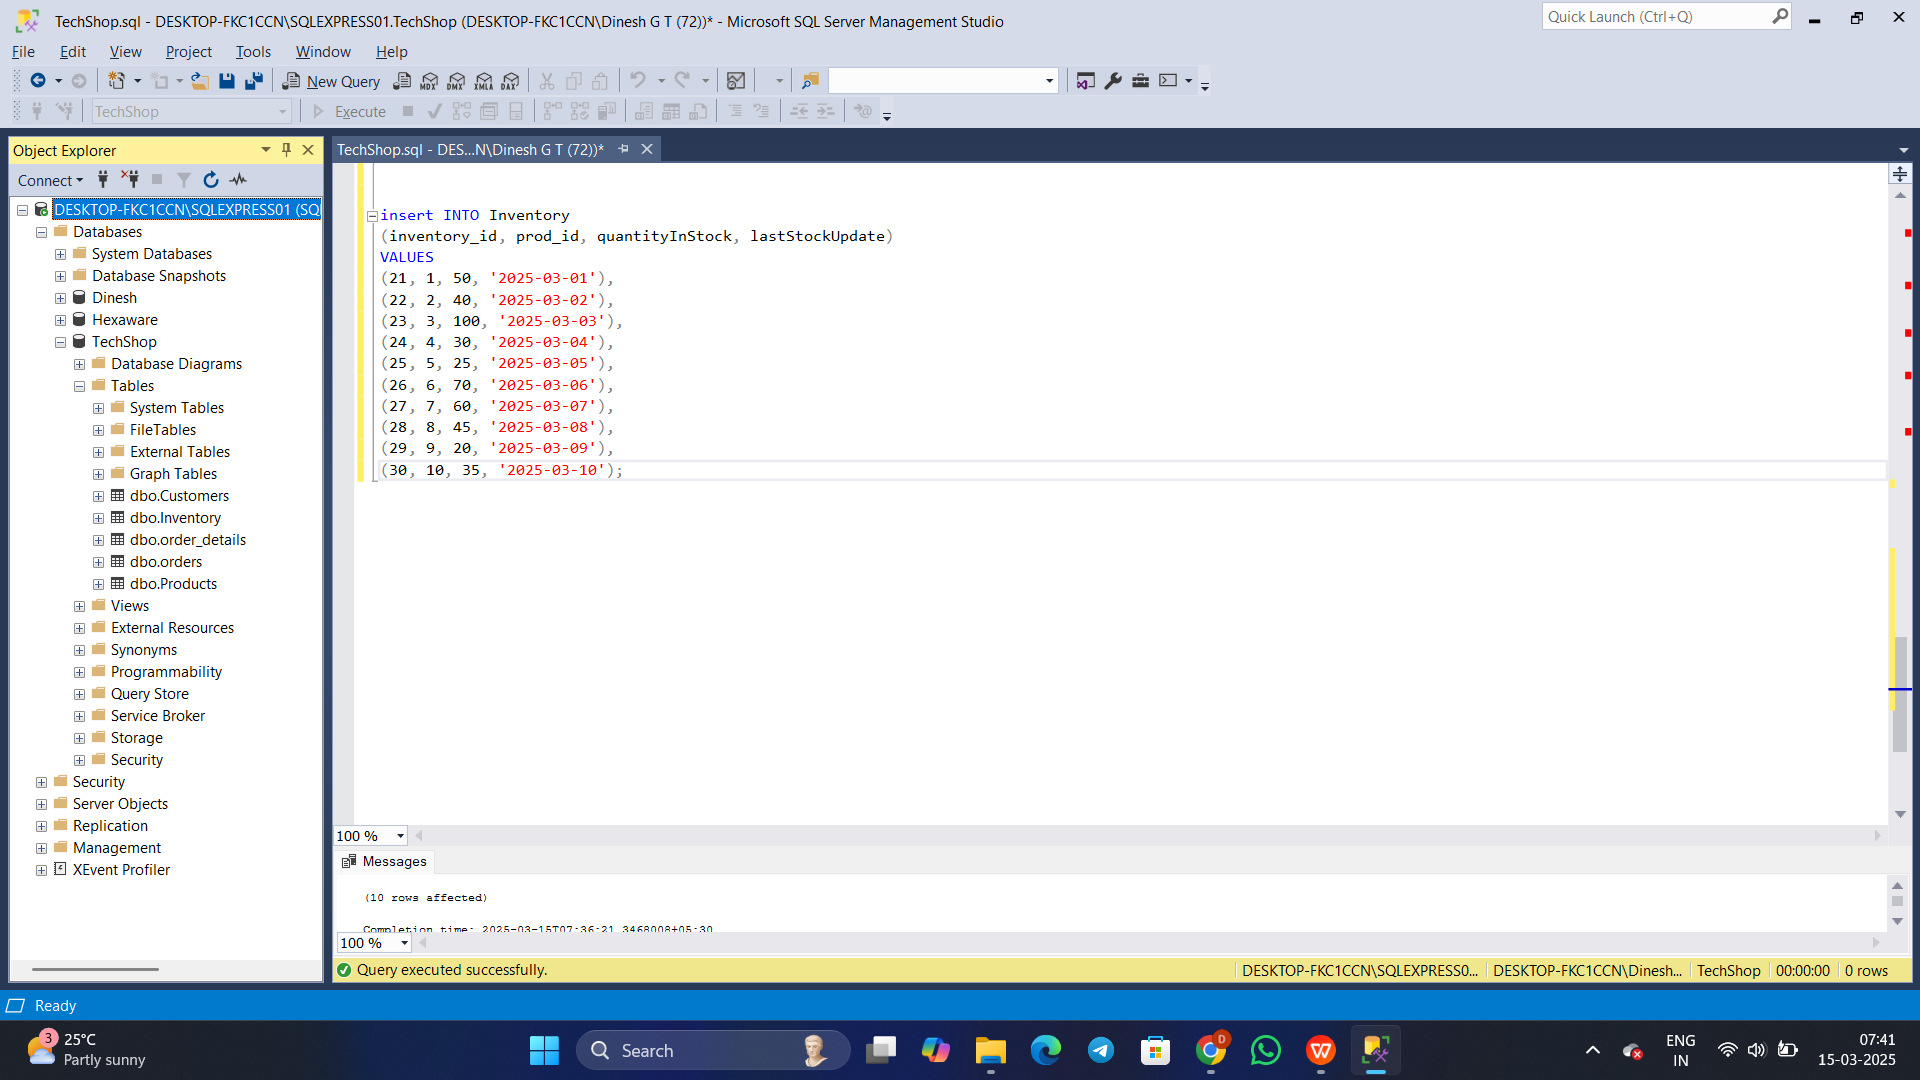 TechShop.sql - DESKTOP-FKC1CCN\SQLEXPRESS01.TechShop (DESKTOP-FKC1CCN\Dinesh G T (72))* - Microsoft SQL Server Management Studio
Quick Launch (Ctrl+Q)
File Edit View Project Tools Window Help
New Query MDX DMX XMLA DAX
TechShop Execute
Object Explorer
TechShop.sql - DES...N\Dinesh G T (72))*
Connect
DESKTOP-FKC1CCN\SQLEXPRESS01 (SQ
Databases
System Databases
Database Snapshots
Dinesh
Hexaware
TechShop
Database Diagrams
Tables
System Tables
FileTables
External Tables
Graph Tables
dbo.Customers
dbo.Inventory
dbo.order_details
dbo.orders
dbo.Products
Views
External Resources
Synonyms
Programmability
Query Store
Service Broker
Storage
Security
Security
Server Objects
Replication
Management
XEvent Profiler
insert INTO Inventory
(inventory_id, prod_id, quantityInStock, lastStockUpdate)
VALUES
(21, 1, 50, '2025-03-01'),
(22, 2, 40, '2025-03-02'),
(23, 3, 100, '2025-03-03'),
(24, 4, 30, '2025-03-04'),
(25, 5, 25, '2025-03-05'),
(26, 6, 70, '2025-03-06'),
(27, 7, 60, '2025-03-07'),
(28, 8, 45, '2025-03-08'),
(29, 9, 20, '2025-03-09'),
(30, 10, 35, '2025-03-10');
100 %
Messages
(10 rows affected)
Completion time: 2025-03-15T07:36:21.3468008+05:30
100 %
Query executed successfully.
DESKTOP-FKC1CCN\SQLEXPRESS0... DESKTOP-FKC1CCN\Dinesh... TechShop 00:00:00 0 rows
Ready
3
25°C
Partly sunny
Search
D
ENG
IN
07:41
15-03-2025